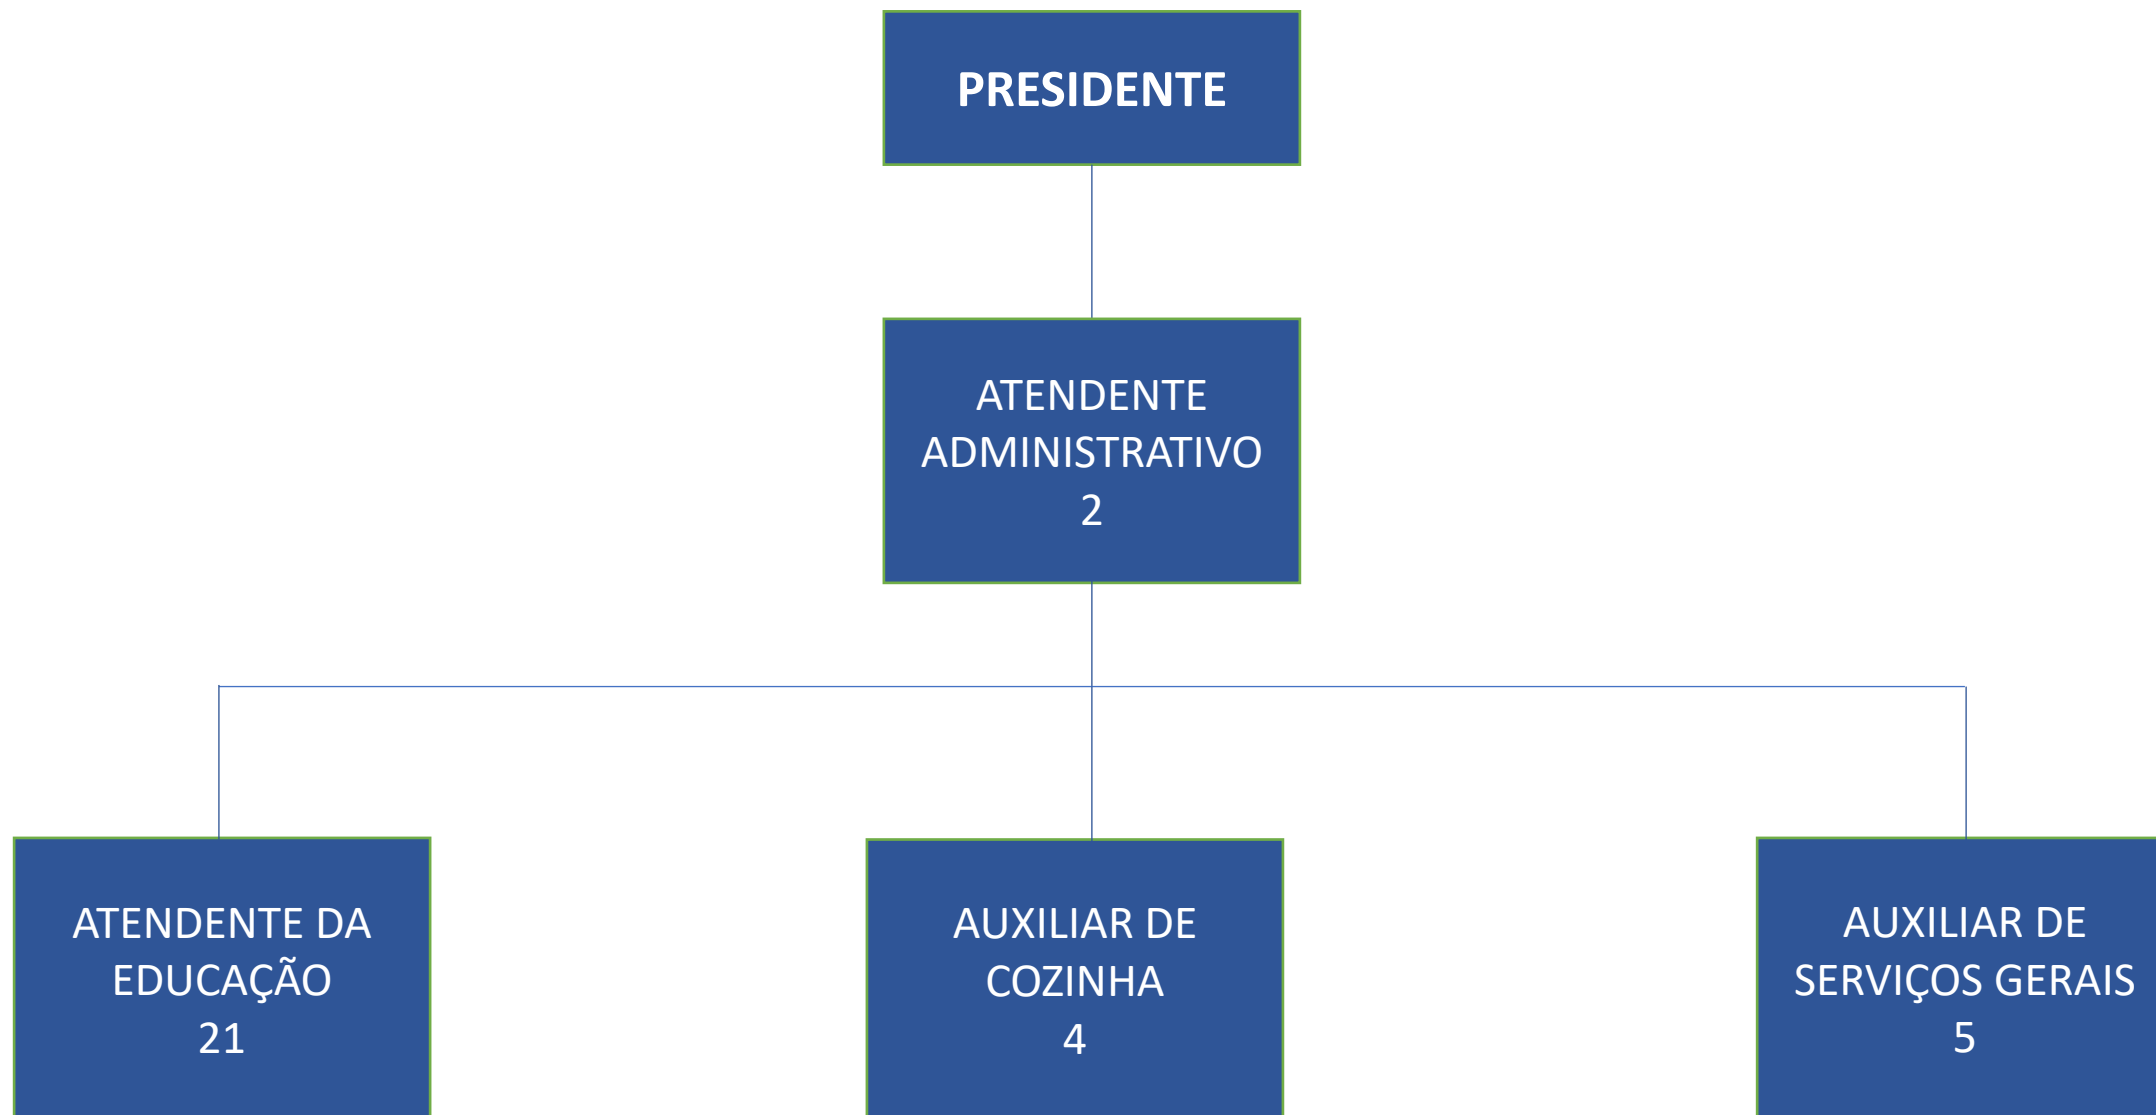 PRESIDENTE
ATENDENTE
ADMINISTRATIVO
2
ATENDENTE DA
EDUCAÇÃO
21
AUXILIAR DE
COZINHA
4
AUXILIAR DE
SERVIÇOS GERAIS
5